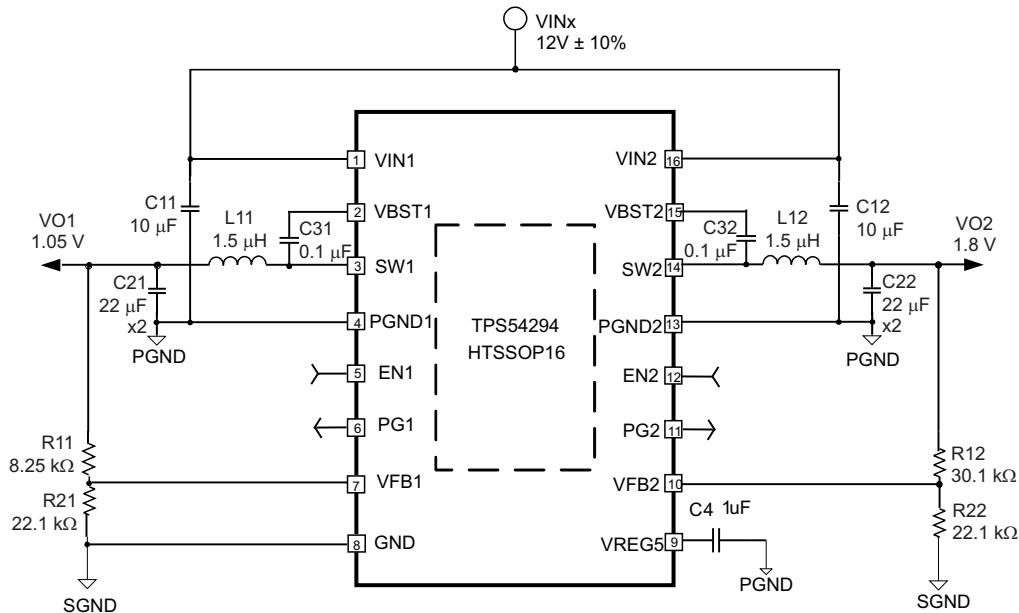 VINx
12V ± 10%
1 VIN1
VIN2 16
C11
10 µF
2 VBST1
VBST2 15
C12
10 µF
VO1
1.05 V
L11
1.5 µH
C31
0.1 µF
C32
0.1 µF
L12
1.5 µH
VO2
1.8 V
3 SW1
SW2 14
C21
22 µF
x2
C22
22 µF
x2
4 PGND1
PGND2 13
TPS54294
HTSSOP16
PGND
PGND
5 EN1
EN2 12
6 PG1
PG2 11
R11
8.25 kΩ
R12
30.1 kΩ
7 VFB1
VFB2 10
R21
22.1 kΩ
C4 1uF
R22
22.1 kΩ
8 GND
VREG5 9
SGND
PGND
SGND